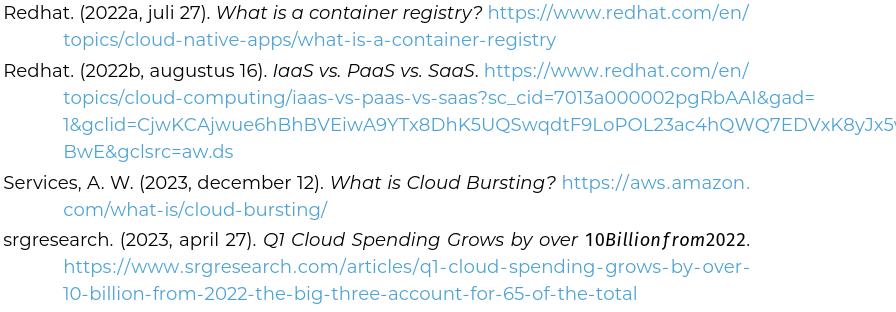 Redhat. (2022a, juli 27). What is a container registry? https://www.redhat.com/en/
topics/cloud-native-apps/what-is-a-container-registry
Redhat. (2022b, augustus 16). IaaS vs. PaaS vs. SaaS. https://www.redhat.com/en/
topics/cloud-computing/iaas-vs-paas-vs-saas?sc_cid=7013a000002pgRbAAI&gad=
1&gclid=CjwKCAjwue6hBhBVEiwA9YTx8DhK5UQSwqdtF9LoPOL23ac4hQWQ7EDVxK8yJx5
BwE&gclsrc=aw.ds
Services, A. W. (2023, december 12). What is Cloud Bursting? https://aws.amazon.
com/what-is/cloud-bursting/
srgresearch. (2023, april 27). Q1 Cloud Spending Grows by over 10Billionfrom2022.
https://www.srgresearch.com/articles/q1-cloud-spending-grows-by-over-
10-billion-from-2022-the-big-three-account-for-65-of-the-total